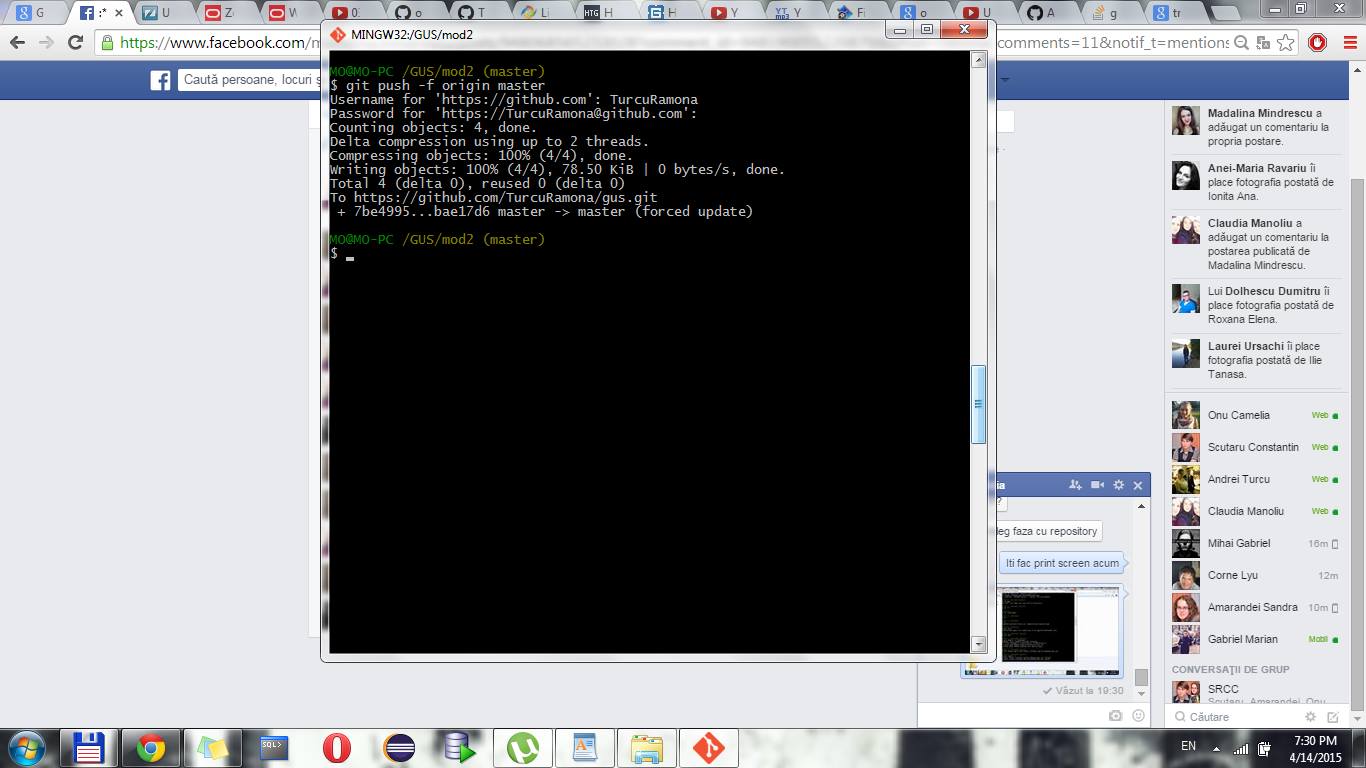 G
f :*
U
Ze
W
0:
o
T
Li
HTG H
H
Y
YT mp3 Y
Fi
o
U
A
g
tr
https://www.facebook.com/m
comments=11&notif_t=mentions
MINGW32:/GUS/mod2
Caută persoane, locuri ș
MO@MO-PC /GUS/mod2 (master)
$ git push -f origin master
Username for 'https://github.com': TurcuRamona
Password for 'https://TurcuRamona@github.com':
Counting objects: 4, done.
Delta compression using up to 2 threads.
Compressing objects: 100% (4/4), done.
Writing objects: 100% (4/4), 78.50 KiB | 0 bytes/s, done.
Total 4 (delta 0), reused 0 (delta 0)
To https://github.com/TurcuRamona/gus.git
 + 7be4995...bae17d6 master -> master (forced update)
MO@MO-PC /GUS/mod2 (master)
$
Madalina Mindrescu a
adăugat un comentariu la
propria postare.
Anei-Maria Ravariu îi
place fotografia postată de
Ionita Ana.
Claudia Manoliu a
adăugat un comentariu la
postarea publicată de
Madalina Mindrescu.
Lui Dolhescu Dumitru îi
place fotografia postată de
Roxana Elena.
Laurei Ursachi îi place
fotografia postată de Ilie
Tanasa.
Onu Camelia Web
Scutaru Constantin Web
Andrei Turcu Web
Claudia Manoliu Web
Mihai Gabriel 16m
Corne Lyu 12m
Amarandei Sandra 10m
Gabriel Marian Mobil
CONVERSAŢII DE GRUP
SRCC
Scutaru, Amarandei, Onu
Căutare
ia
?
leg faza cu repository
Iti fac print screen acum
Văzut la 19:30
SQL>
EN
7:30 PM
4/14/2015